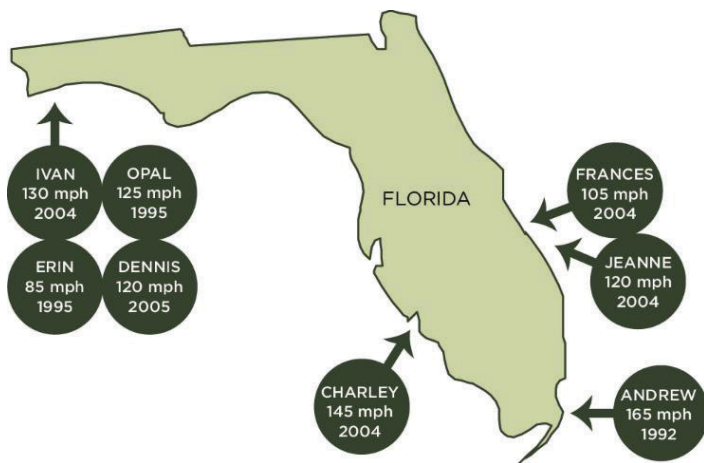 IVAN
130 mph
2004
OPAL
125 mph
1995
ERIN
85 mph
1995
DENNIS
120 mph
2005
FLORIDA
FRANCES
105 mph
2004
JEANNE
120 mph
2004
CHARLEY
145 mph
2004
ANDREW
165 mph
1992